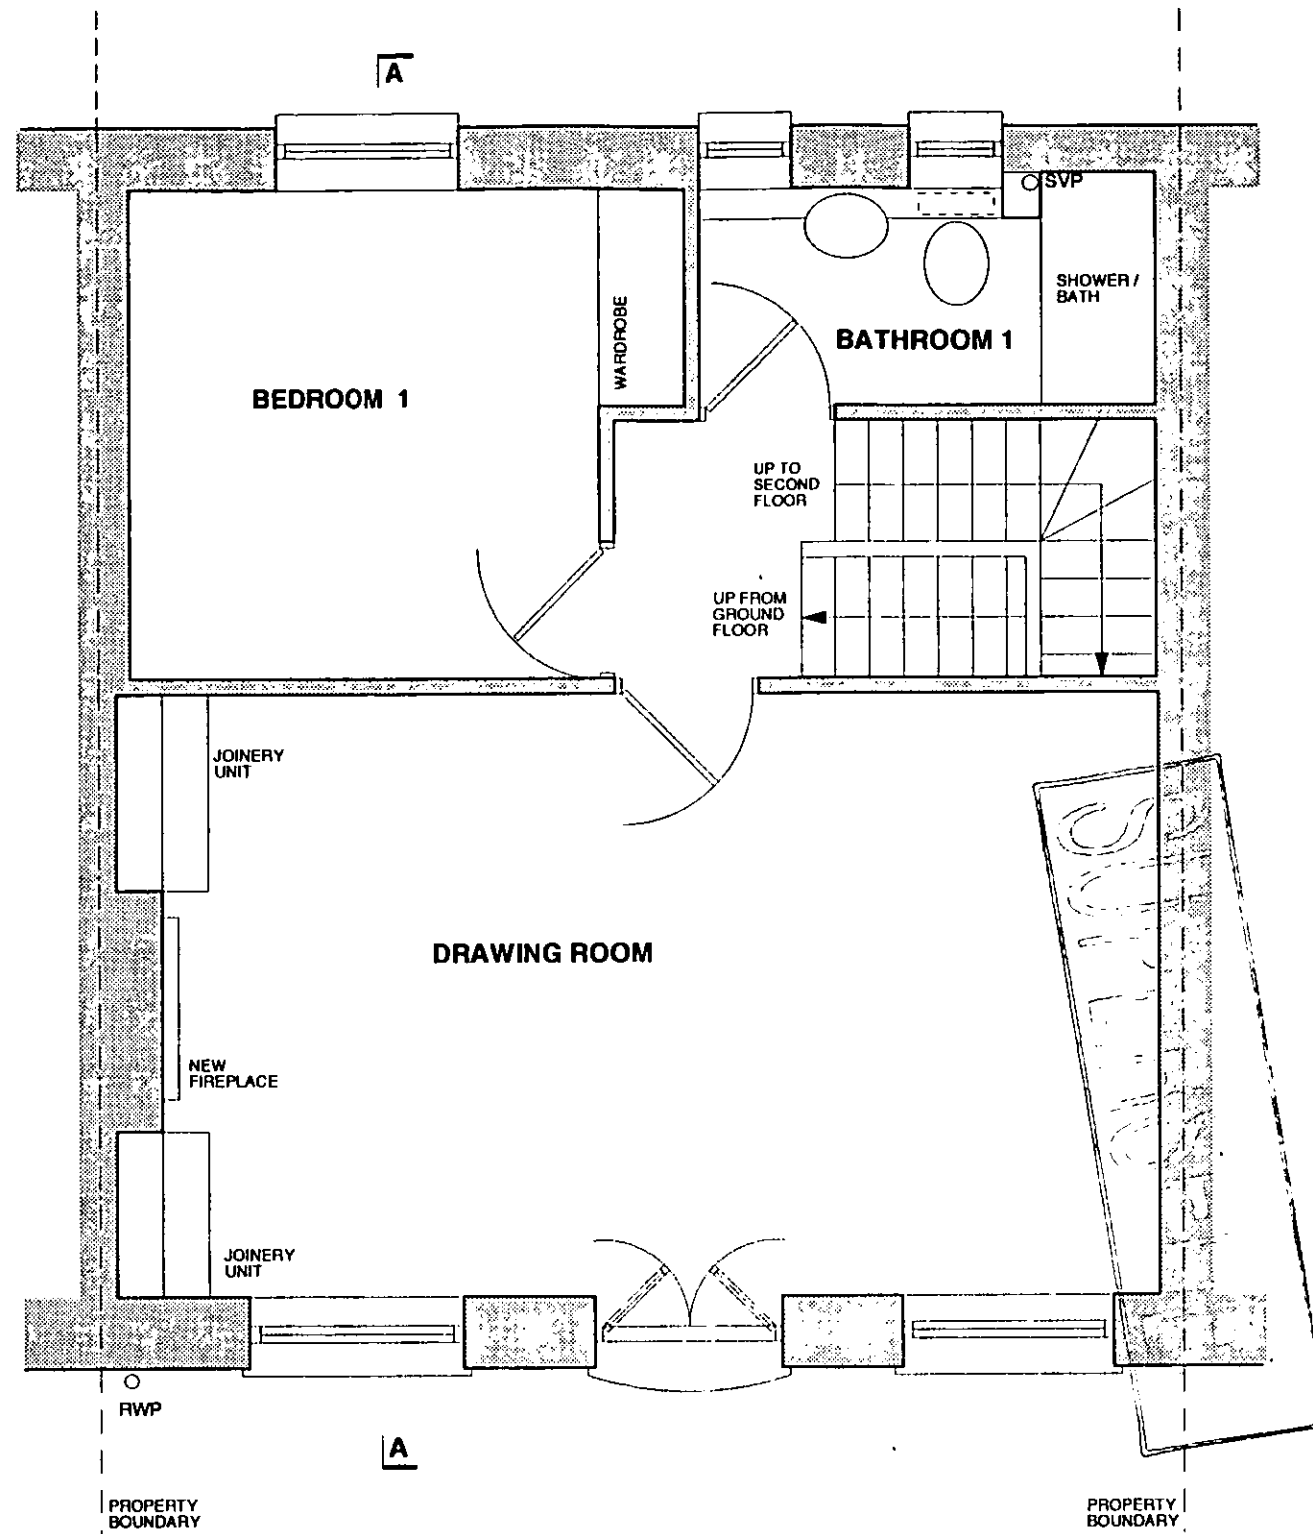 A
SVP
SHOWER /
BATH
WARDROBE
BATHROOM 1
BEDROOM 1
UP TO
SECOND
FLOOR
UP FROM
GROUND
FLOOR
JOINERY
UNIT
DRAWING ROOM
NEW
FIREPLACE
JOINERY
UNIT
RWP
A
PROPERTY
BOUNDARY
PROPERTY
BOUNDARY